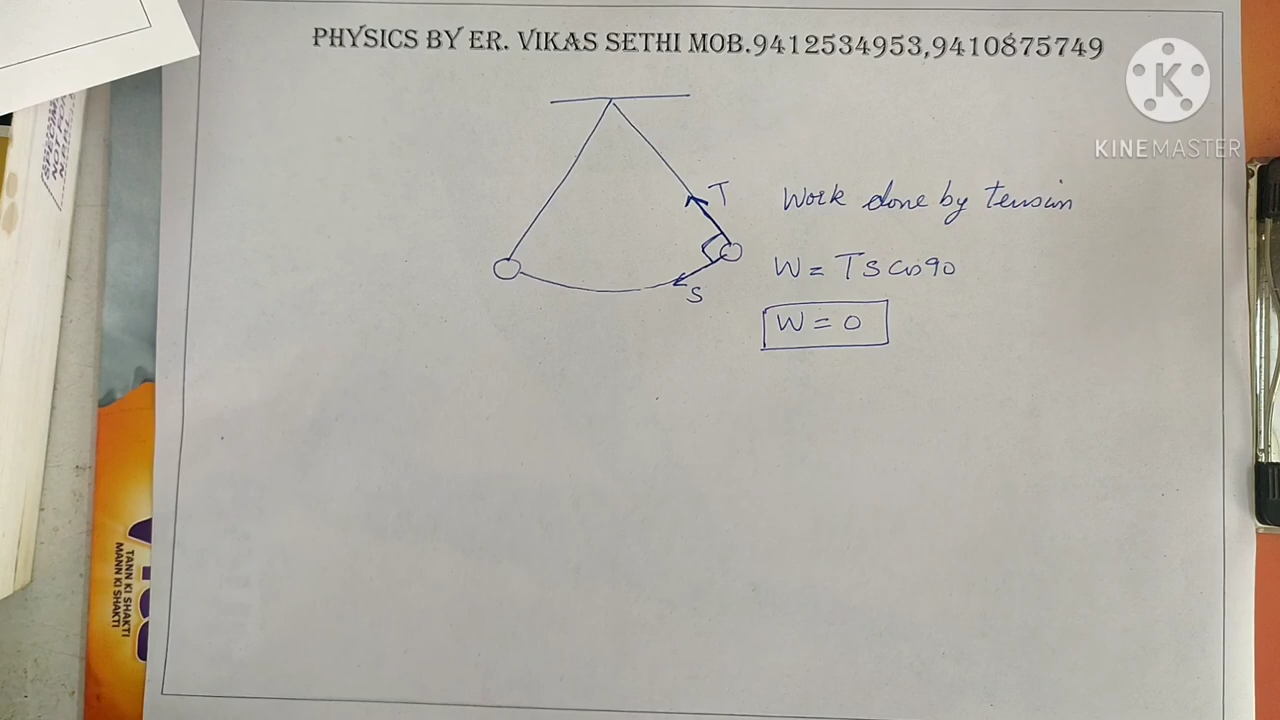 PHYSICS BY ER. VIKAS SETHI MOB.9412534953,9410875749
K
KINEMASTER
T
Work done by tension
S
W = T S cos 90
W = 0
TANN KI SHAKTI
MANN KI SHAKTI